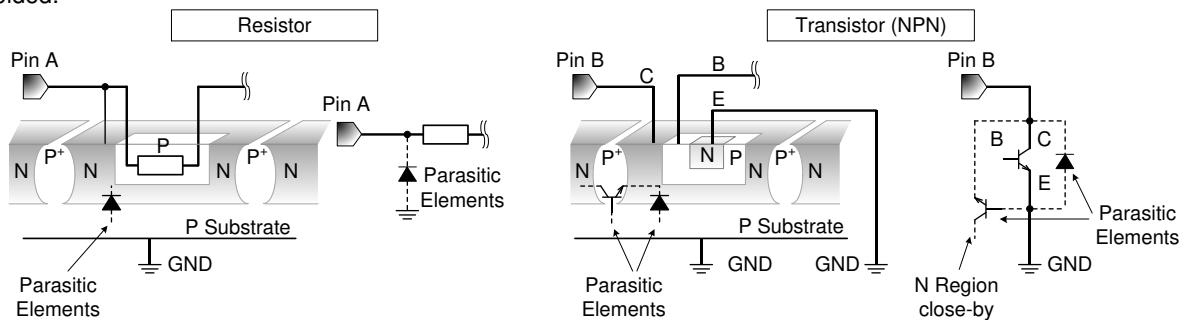 Resistor
Transistor (NPN)
Pin A
Pin A
N
P+
N
P
N
P+
N
Parasitic
Elements
P Substrate
GND
Parasitic
Elements
Pin B
C
B
E
N
P+
N
N
P
N
P+
N
P Substrate
GND
GND
Parasitic
Elements
Pin B
B
C
E
Parasitic
Elements
GND
N Region
close-by